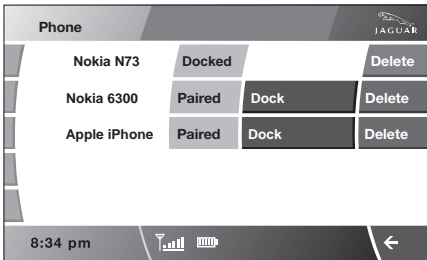 Phone
JAGUAR
Nokia N73 Docked Delete
Nokia 6300 Paired Dock Delete
Apple iPhone Paired Dock Delete
8:34 pm